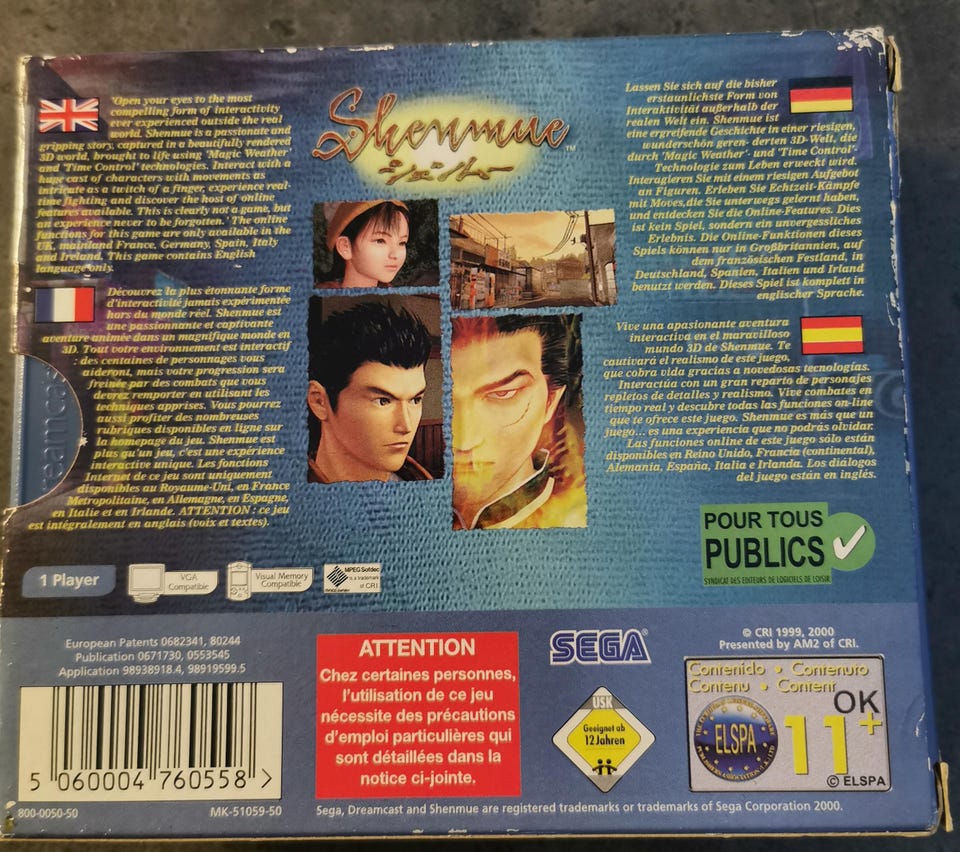 'Open your eyes to the most
compelling form of interactivity
ever experienced outside the real
world. Shenmue is a passionate and
gripping story, captured in a beautifully rendered
3D world, brought to life using 'Magic Weather'
and 'Time Control' technologies. Interact with a
huge cast of characters with movements as
intricate as a twitch of a finger, experience real-
time fighting and discover the host of online
features available. This is clearly not a game, but
an experience never to be forgotten.' The online
functions for this game are only available in the
UK, mainland France, Germany, Spain, Italy
and Ireland. This game contains English
language only.
Découvrez la plus étonnante forme
d'interactivité jamais expérimentée
hors du monde réel. Shenmue est
une passionnante et captivante
aventure animée dans un magnifique monde en
3D. Tout votre environnement est interactif
: des centaines de personnages vous
aideront, mais votre progression sera
freinée par des combats que vous
devrez remporter en utilisant les
techniques apprises. Vous pourrez
aussi profiter des nombreuses
rubriques disponibles en ligne sur
la homepage du jeu. Shenmue est
plus qu'un jeu, c'est une expérience
interactive unique. Les fonctions
Internet de ce jeu sont uniquement
disponibles au Royaume-Uni, en France
Metropolitaine, en Allemagne, en Espagne,
en Italie et en Irlande. ATTENTION : ce jeu
est intégralement en anglais (voix et textes).
Shenmue™
シェンムー
Lassen Sie sich auf die bisher
erstaunlichste Form von
Interaktivität außerhalb der
realen Welt ein. Shenmue ist
eine ergreifende Geschichte in einer riesigen,
wunderschön geren- derten 3D-Welt, die
durch 'Magic Weather'- und 'Time Control'-
Technologie zum Leben erweckt wird.
Interagieren Sie mit einem riesigen Aufgebot
an Figuren. Erleben Sie Echtzeit-Kämpfe
mit Moves,die Sie unterwegs gelernt haben,
und entdecken Sie die Online-Features. Dies
ist kein Spiel, sondern ein unvergessliches
Erlebnis. Die Online-Funktionen dieses
Spiels können nur in Großbritannien, auf
dem französischen Festland, in
Deutschland, Spanien, Italien und Irland
benutzt werden. Dieses Spiel ist komplett in
englischer Sprache.
Vive una apasionante aventura
interactiva en el maravilloso
mundo 3D de Shenmue. Te
cautivará el realismo de este juego,
que cobra vida gracias a novedosas tecnologías.
Interactúa con un gran reparto de personajes
repletos de detalles y realismo. Vive combates en
tiempo real y descubre todas las funciones on-line
que te ofrece este juego. Shenmue es más que un
juego... es una experiencia que no podrás olvidar.
Las funciones online de este juego sólo están
disponibles en Reino Unido, Francia (continental),
Alemania, España, Italia e Irlanda. Los diálogos
del juego están en inglés.
POUR TOUS
PUBLICS
SYNDICAT DES EDITEURS DE LOGICIELS DE LOISIR
1 Player
VGA
Compatible
Visual Memory
Compatible
MPEG Sofdec
is a trademark
of CRI.
European Patents 0682341, 80244
Publication 0671730, 0553545
Application 98938918.4, 98919599.5
5 060004 760558 >
800-0050-50
MK-51059-50
ATTENTION
Chez certaines personnes,
l'utilisation de ce jeu
nécessite des précautions
d'emploi particulières qui
sont détaillées dans la
notice ci-jointe.
SEGA®
USK
Geeignet ab
12 Jahren
© CRI 1999, 2000
Presented by AM2 of CRI.
Contenido • Contenuto
Contenu • Content
OK
ELSPA
11+
© ELSPA
Sega, Dreamcast and Shenmue are registered trademarks or trademarks of Sega Corporation 2000.